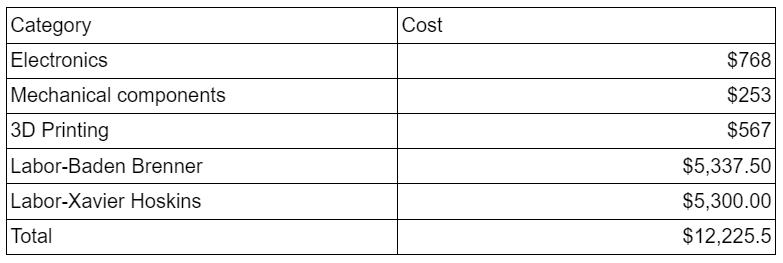 Category Cost
Electronics $768
Mechanical components $253
3D Printing $567
Labor-Baden Brenner $5,337.50
Labor-Xavier Hoskins $5,300.00
Total $12,225.5